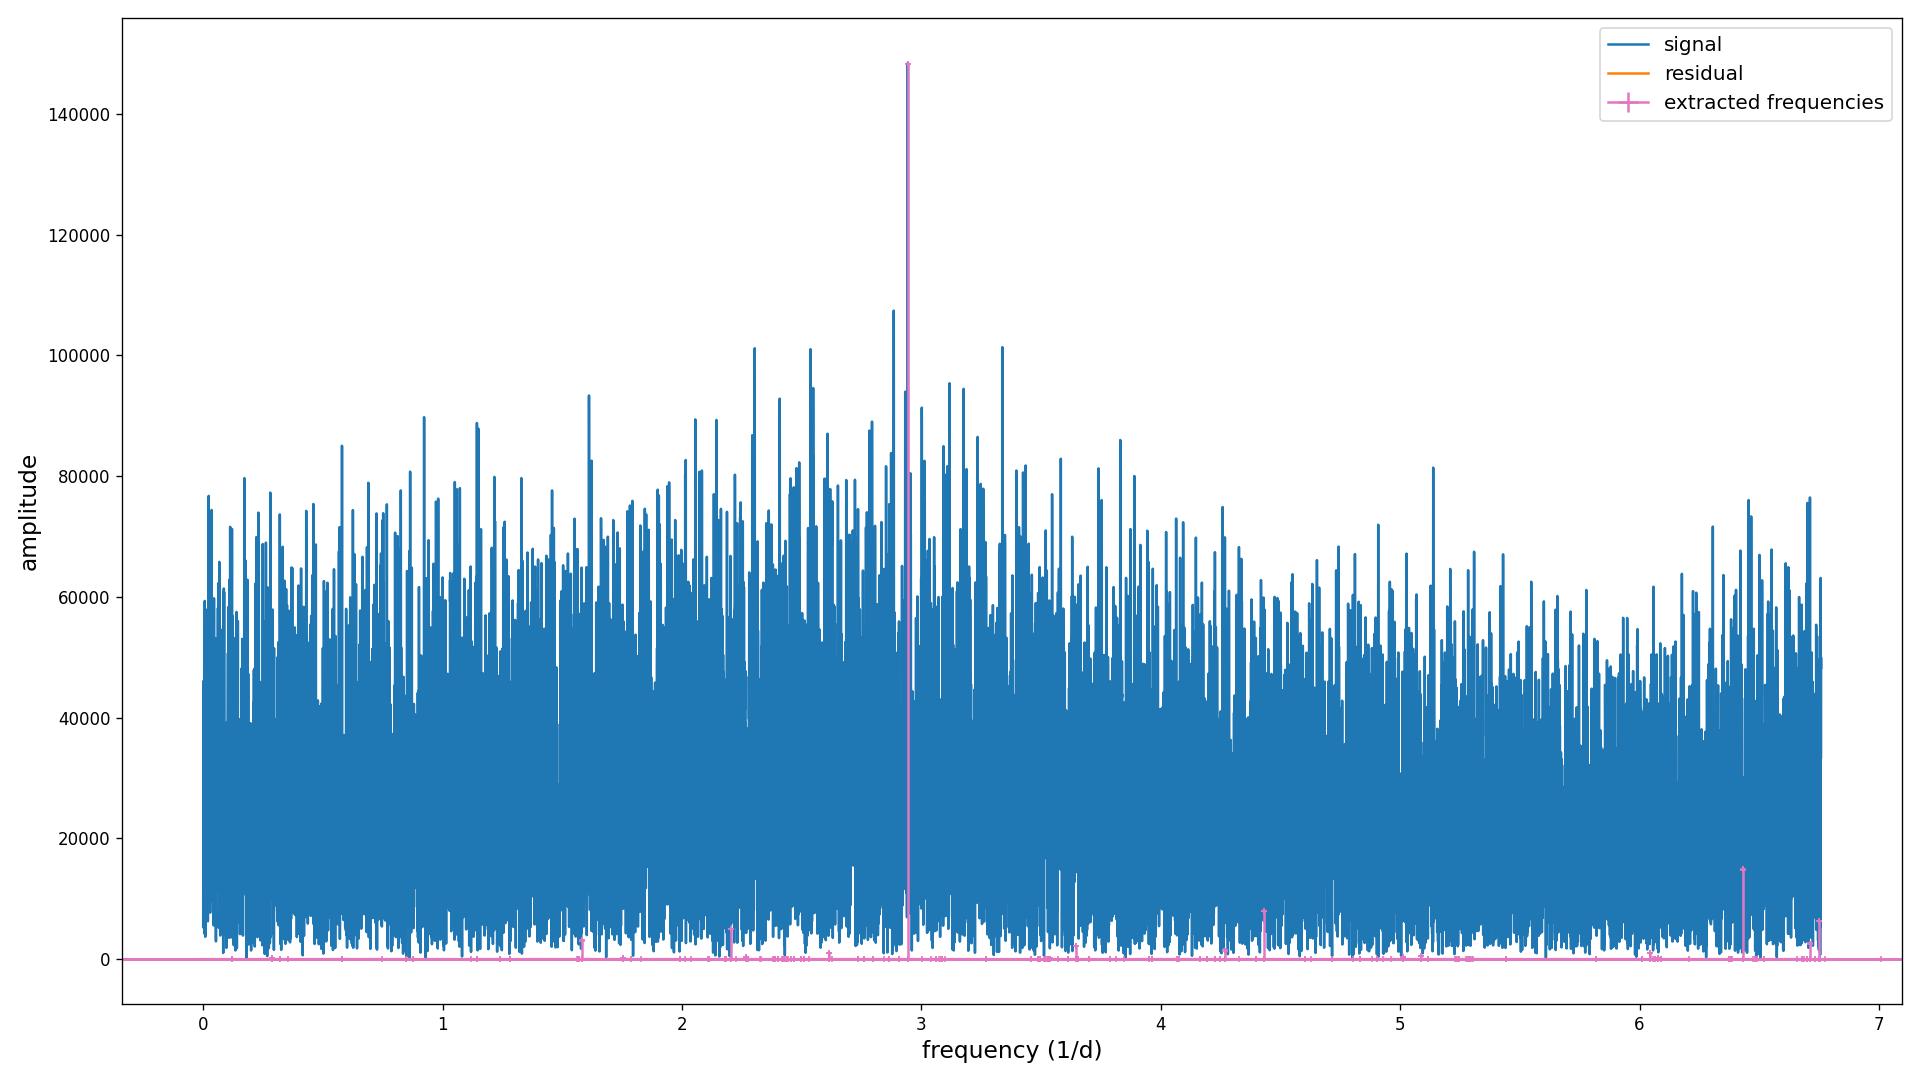 signal
residual
extracted frequencies
140000
120000
100000
80000
60000
40000
20000
0
amplitude
0 1 2 3 4 5 6 7
frequency (1/d)